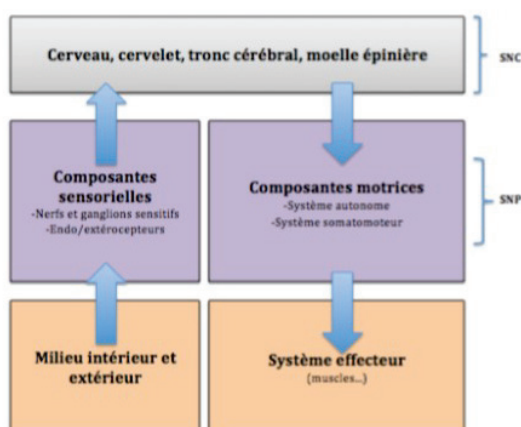 Cerveau, cervelet, tronc cérébral, moelle épinière
SNC
Composantes
sensorielles
-Nerfs et ganglions sensitifs
-Endo/extérocepteurs
Composantes motrices
-Système autonome
-Système somatomoteur
SNP
Milieu intérieur et
extérieur
Système effecteur
(muscles...)